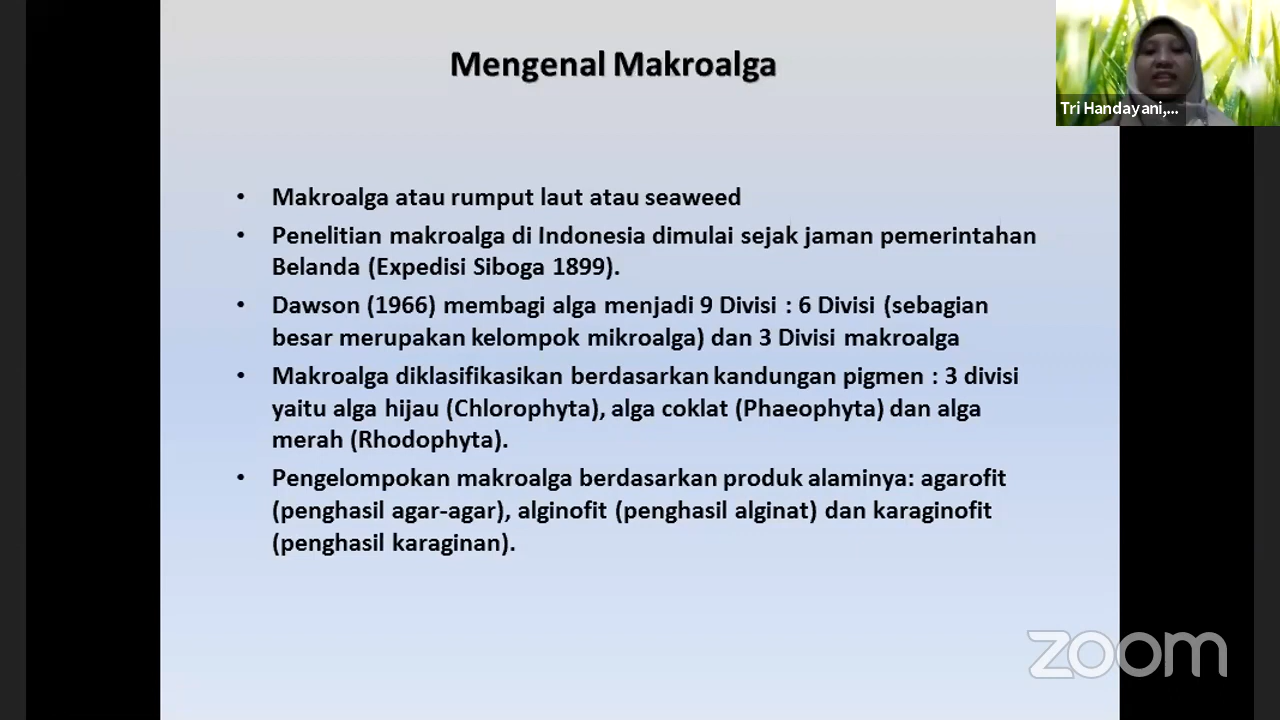 Mengenal Makroalga
Tri Handayani,...
• Makroalga atau rumput laut atau seaweed
• Penelitian makroalga di Indonesia dimulai sejak jaman pemerintahan
Belanda (Expedisi Siboga 1899).
• Dawson (1966) membagi alga menjadi 9 Divisi : 6 Divisi (sebagian
besar merupakan kelompok mikroalga) dan 3 Divisi makroalga
• Makroalga diklasifikasikan berdasarkan kandungan pigmen : 3 divisi
yaitu alga hijau (Chlorophyta), alga coklat (Phaeophyta) dan alga
merah (Rhodophyta).
• Pengelompokan makroalga berdasarkan produk alaminya: agarofit
(penghasil agar-agar), alginofit (penghasil alginat) dan karaginofit
(penghasil karaginan).
zoom